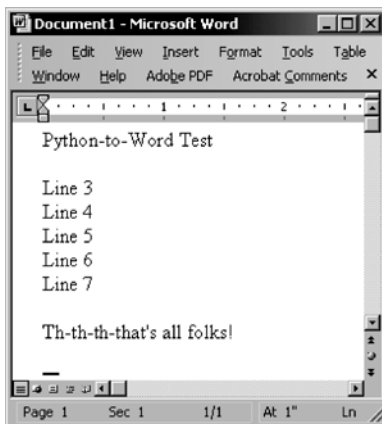 Document1 - Microsoft Word
File Edit View Insert Format Tools Table
Window Help Adobe PDF Acrobat Comments
1 2
Python-to-Word Test
Line 3
Line 4
Line 5
Line 6
Line 7
Th-th-th-that's all folks!
Page 1 Sec 1 1/1 At 1" Ln